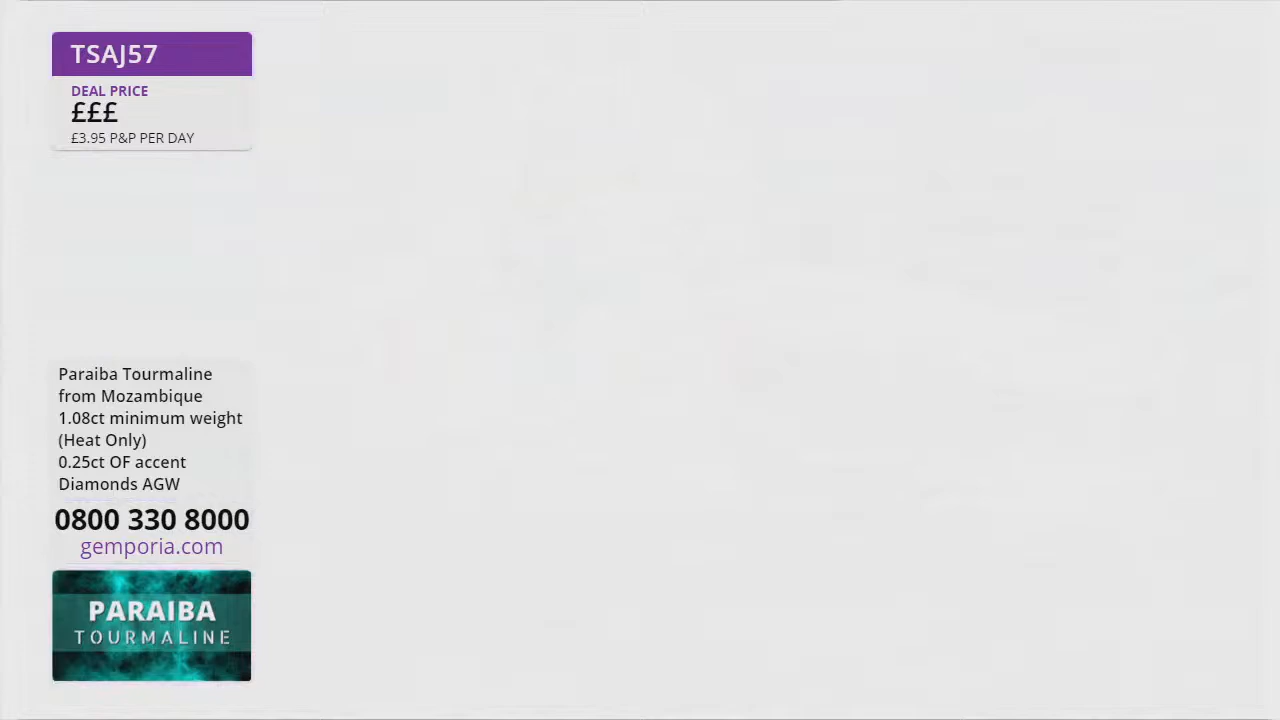 TSAJ57
DEAL PRICE
£££
£3.95 P&P PER DAY
Paraiba Tourmaline
from Mozambique
1.08ct minimum weight
(Heat Only)
0.25ct OF accent
Diamonds AGW
0800 330 8000
gemporia.com
PARAIBA
TOURMALINE